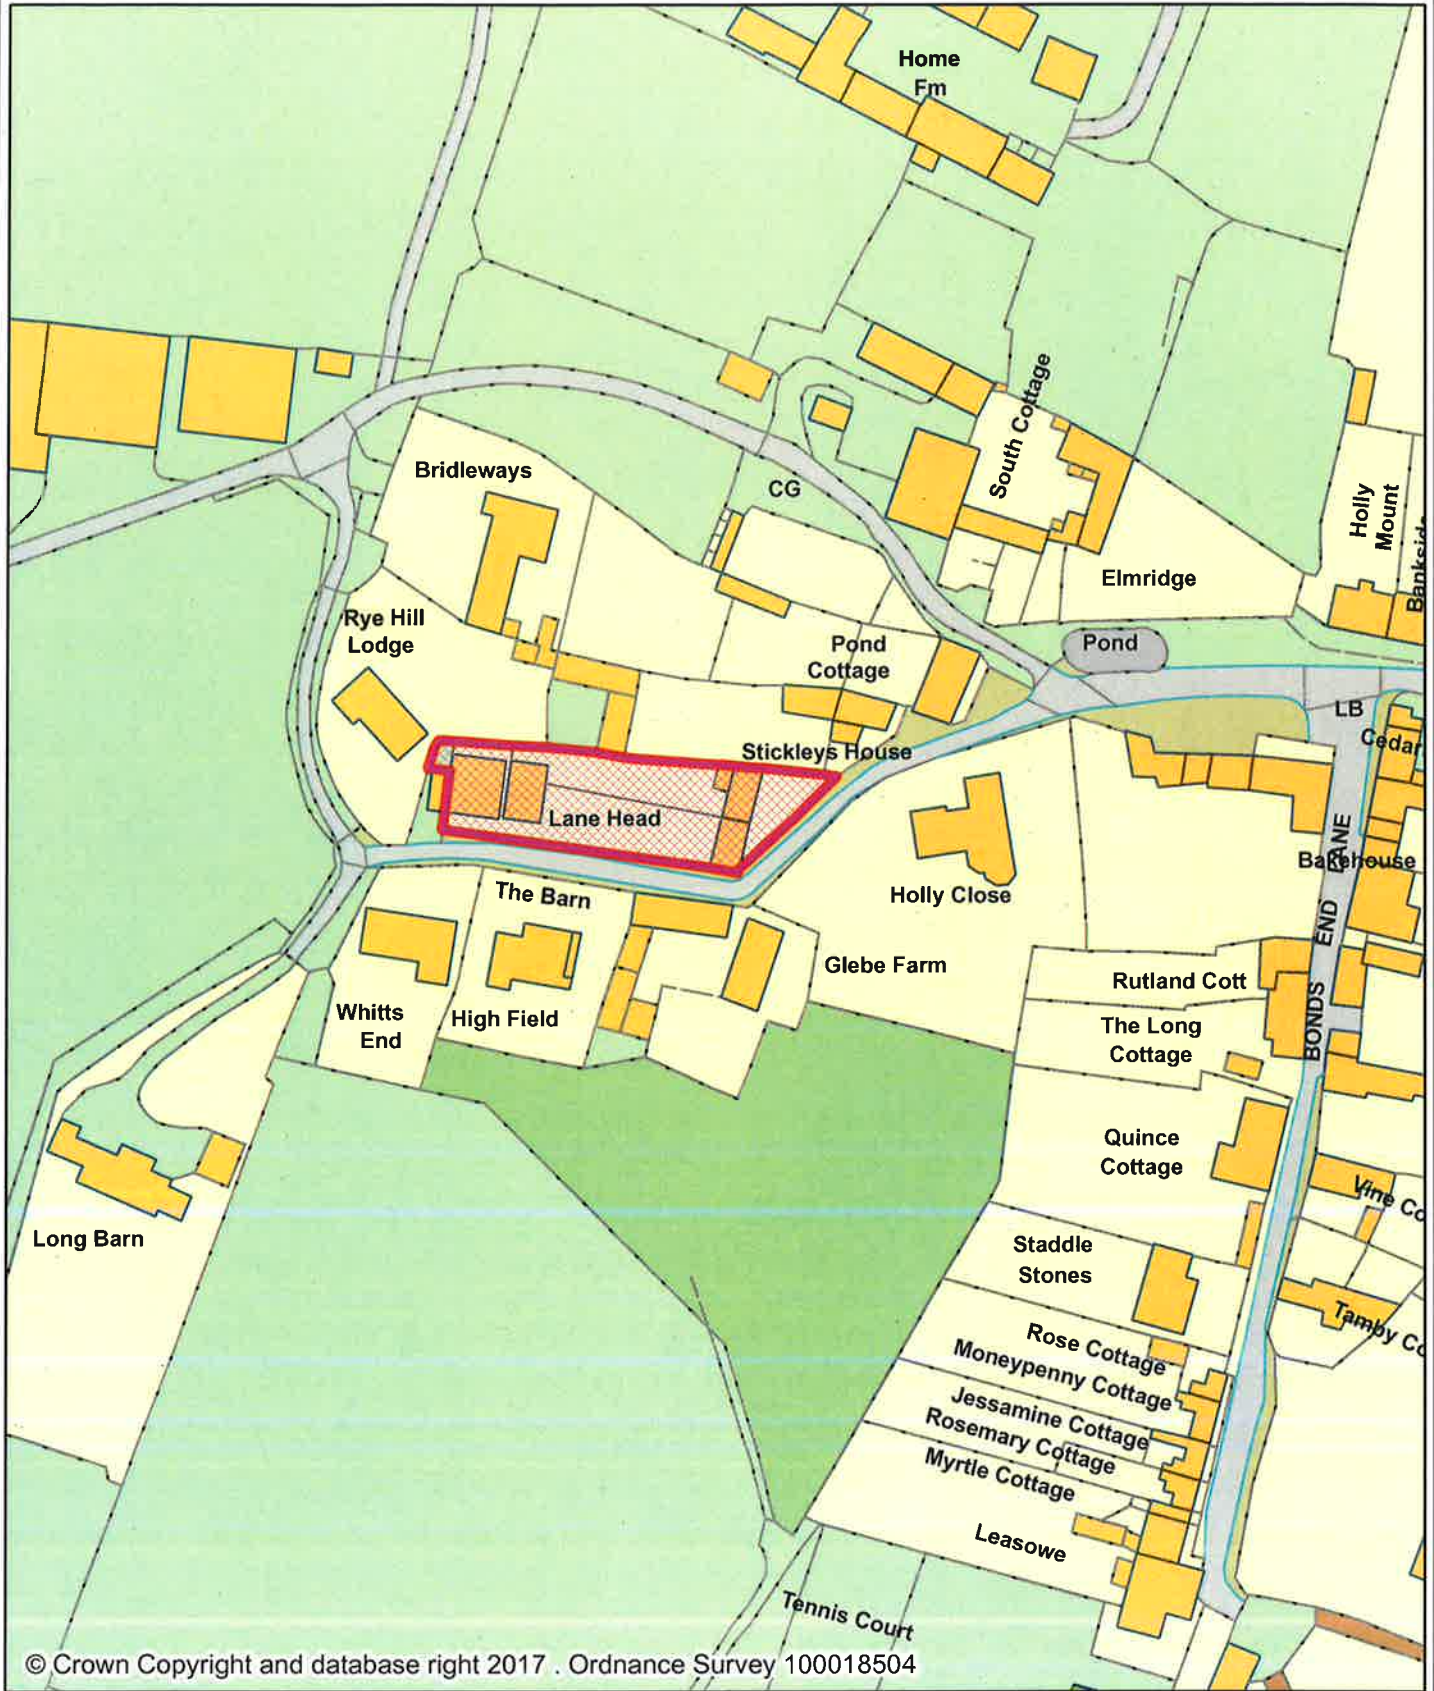 Home
Fm
South Cottage
Bridleways
CG
Holly
Mount
Bankside
Elmridge
Rye Hill
Lodge
Pond
Cottage
Pond
LB
Cedar
Stickleys House
Lane Head
BONDS END LANE
Bakehouse
The Barn
Holly Close
Glebe Farm
Rutland Cott
Whitts
End
High Field
The Long
Cottage
Quince
Cottage
Vine Co
Long Barn
Staddle
Stones
Tamby Co
Rose Cottage
Moneypenny Cottage
Jessamine Cottage
Rosemary Cottage
Myrtle Cottage
Leasowe
Tennis Court
© Crown Copyright and database right 2017 . Ordnance Survey 100018504